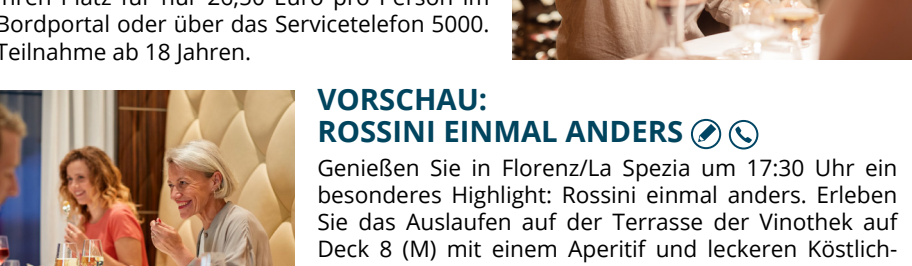 Ihren Platz für nur 26,50 Euro pro Person im
Bordportal oder über das Servicetelefon 5000.
Teilnahme ab 18 Jahren.
VORSCHAU:
ROSSINI EINMAL ANDERS
Genießen Sie in Florenz/La Spezia um 17:30 Uhr ein
besonderes Highlight: Rossini einmal anders. Erleben
Sie das Auslaufen auf der Terrasse der Vinothek auf
Deck 8 (M) mit einem Aperitif und leckeren Köstlich-